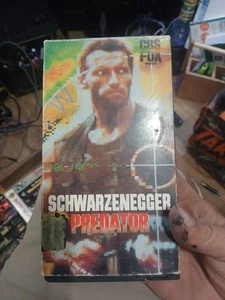 CBS
FOX
SCHWARZENEGGER
PREDATOR